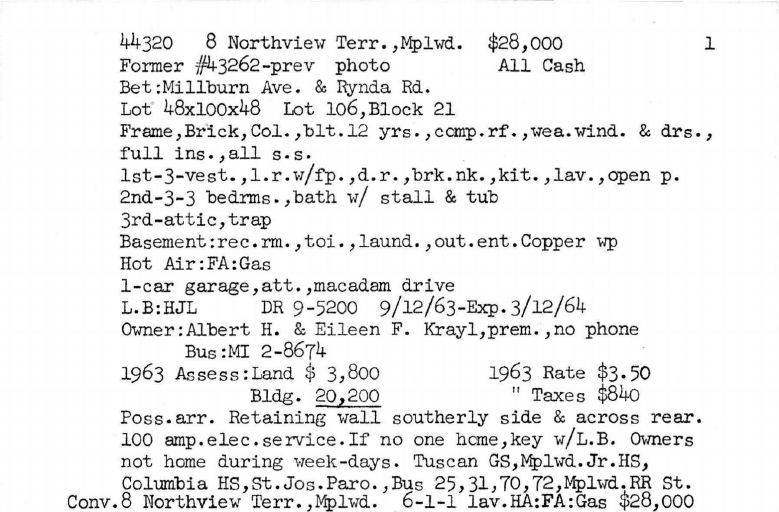 44320 8 Northview Terr.,Mplwd. $28,000 1
Former #43262-prev photo All Cash
Bet:Millburn Ave. & Rynda Rd.
Lot 48x100x48 Lot 106,Block 21
Frame,Brick,Col.,blt.12 yrs.,comp.rf.,wea.wind. & drs.,
full ins.,all s.s.
1st-3-vest.,l.r.w/fp.,d.r.,brk.nk.,kit.,lav.,open p.
2nd-3-3 bedrms.,bath w/ stall & tub
3rd-attic,trap
Basement:rec.rm.,toi.,laund.,out.ent.Copper wp
Hot Air:FA:Gas
1-car garage,att.,macadam drive
L.B:HJL DR 9-5200 9/12/63-Exp.3/12/64
Owner:Albert H. & Eileen F. Krayl,prem.,no phone
Bus:MI 2-8674
1963 Assess:Land $ 3,800 1963 Rate $3.50
Bldg. 20,200 " Taxes $840
Poss.arr. Retaining wall southerly side & across rear.
100 amp.elec.service.If no one home,key w/L.B. Owners
not home during week-days. Tuscan GS,Mplwd.Jr.HS,
Columbia HS,St.Jos.Paro.,Bus 25,31,70,72,Mplwd.RR St.
Conv.8 Northview Terr.,Mplwd. 6-1-1 lav.HA:FA:Gas $28,000